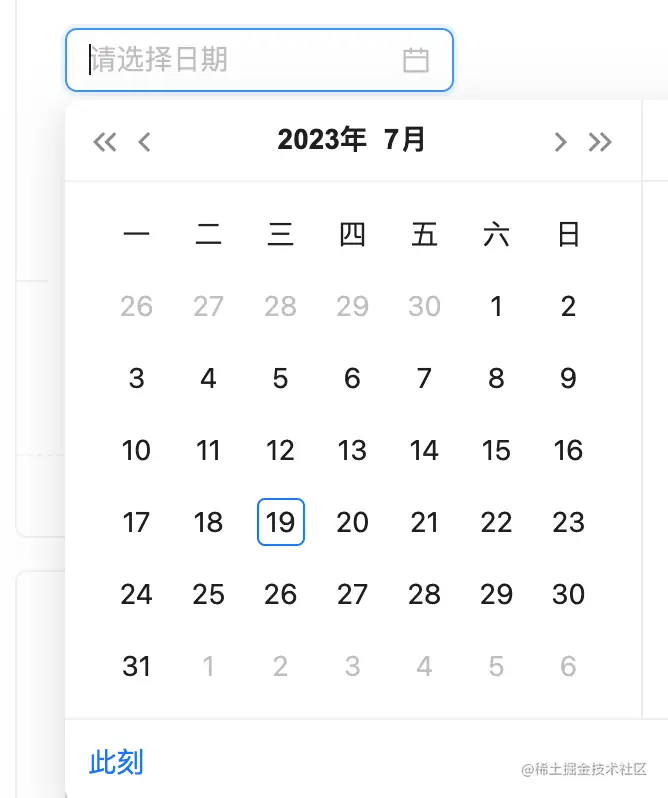 请选择日期
2023年 7月
一 二 三 四 五 六 日
26 27 28 29 30 1 2
3 4 5 6 7 8 9
10 11 12 13 14 15 16
17 18 19 20 21 22 23
24 25 26 27 28 29 30
31 1 2 3 4 5 6
此刻
@稀土掘金技术社区